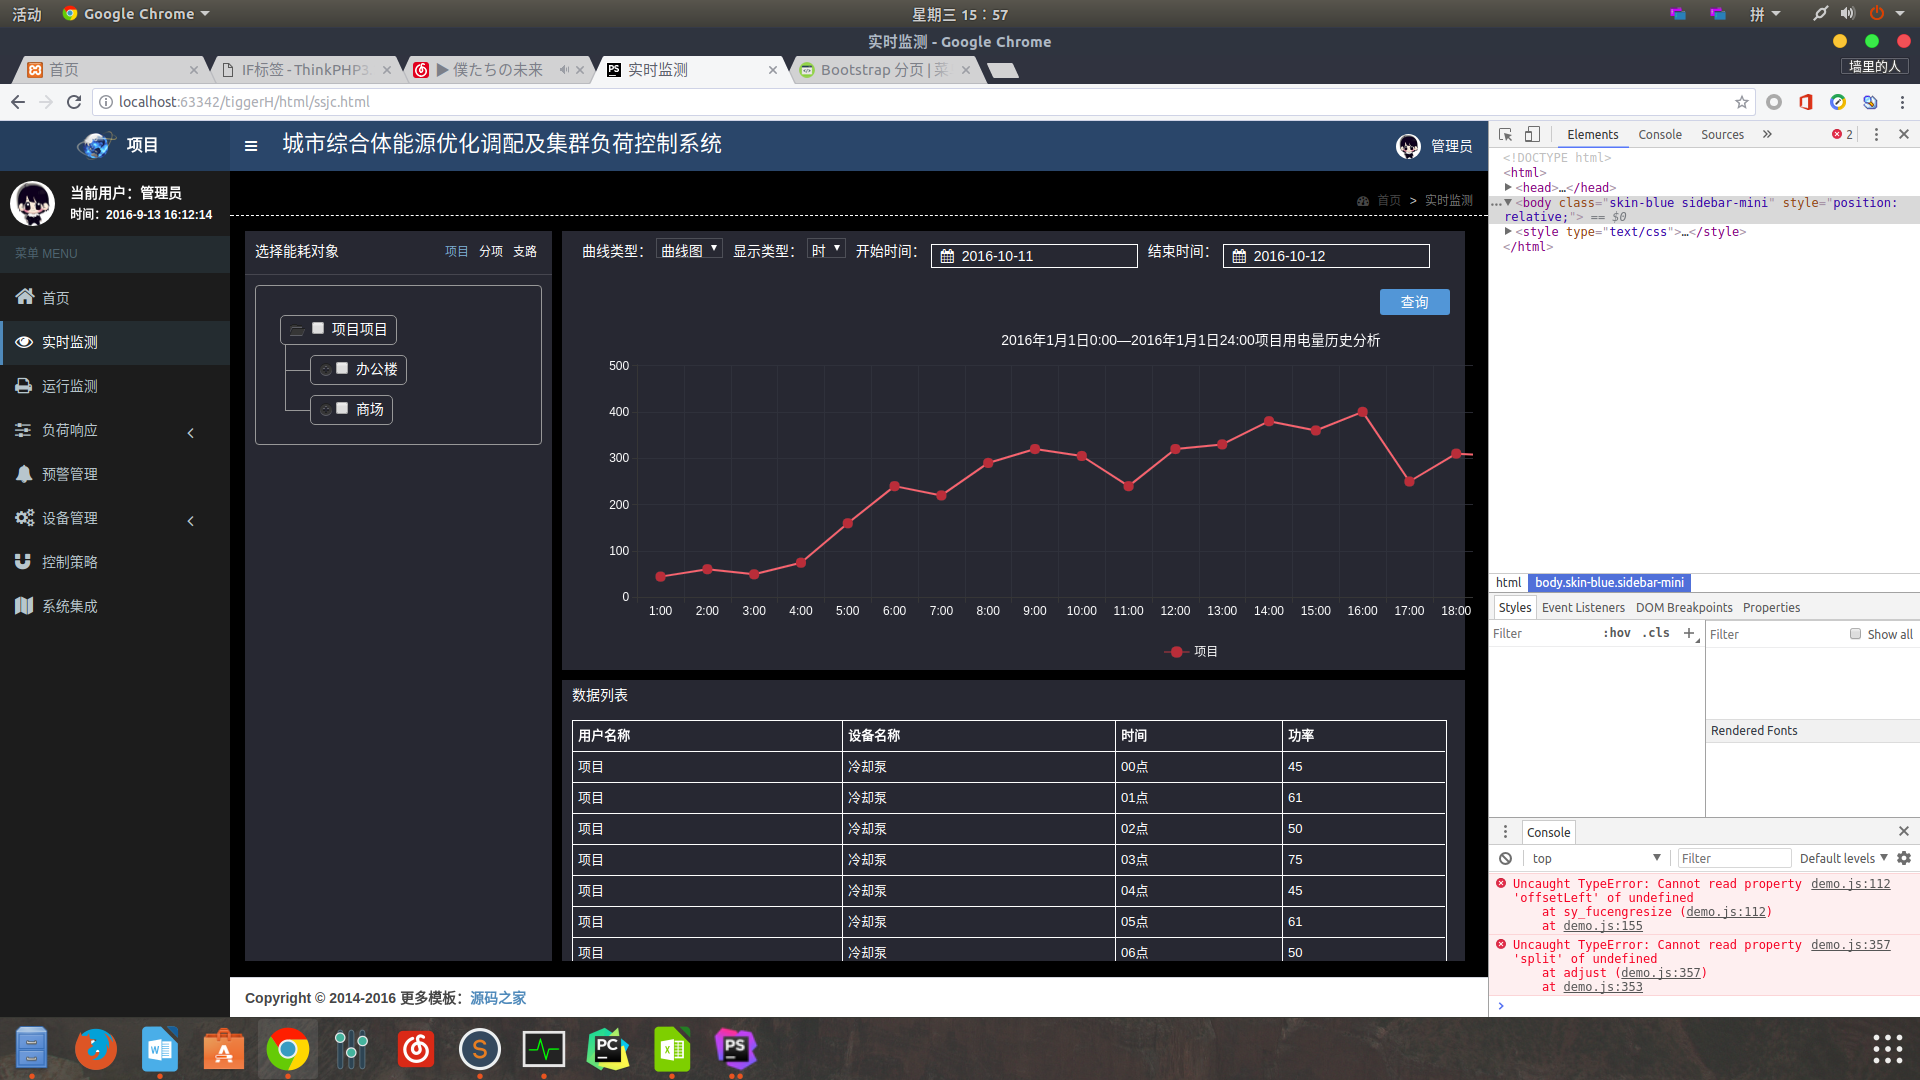 活动 Google Chrome 星期三 15：57 拼
实时监测 - Google Chrome
首页 IF标签 - ThinkPHP3. ▶ 僕たちの未来 实时监测 Bootstrap 分页 | 菜 墙里的人
localhost:63342/tiggerH/html/ssjc.html
项目 城市综合体能源优化调配及集群负荷控制系统 管理员
当前用户：管理员
时间：2016-9-13 16:12:14
首页 > 实时监测
菜单 MENU
首页
实时监测
运行监测
负荷响应
预警管理
设备管理
控制策略
系统集成
选择能耗对象 项目 分项 支路
项目项目
办公楼
商场
曲线类型： 曲线图 显示类型： 时 开始时间： 2016-10-11 结束时间： 2016-10-12
查询
2016年1月1日0:00—2016年1月1日24:00项目用电量历史分析
500
400
300
200
100
0
1:00 2:00 3:00 4:00 5:00 6:00 7:00 8:00 9:00 10:00 11:00 12:00 13:00 14:00 15:00 16:00 17:00 18:00
项目
数据列表
用户名称 设备名称 时间 功率
项目 冷却泵 00点 45
项目 冷却泵 01点 61
项目 冷却泵 02点 50
项目 冷却泵 03点 75
项目 冷却泵 04点 45
项目 冷却泵 05点 61
项目 冷却泵 06点 50
Copyright © 2014-2016 更多模板：源码之家
Elements Console Sources » 2
<!DOCTYPE html>
<html>
<head>…</head>
…<body class="skin-blue sidebar-mini" style="position:
relative;"> == $0
<style type="text/css">…</style>
</html>
html body.skin-blue.sidebar-mini
Styles Event Listeners DOM Breakpoints Properties
Filter :hov .cls + Filter Show all
Rendered Fonts
Console
top Filter Default levels
Uncaught TypeError: Cannot read property demo.js:112
'offsetLeft' of undefined
at sy_fucengresize (demo.js:112)
at demo.js:155
Uncaught TypeError: Cannot read property demo.js:357
'split' of undefined
at adjust (demo.js:357)
at demo.js:353
W A S PC X PS